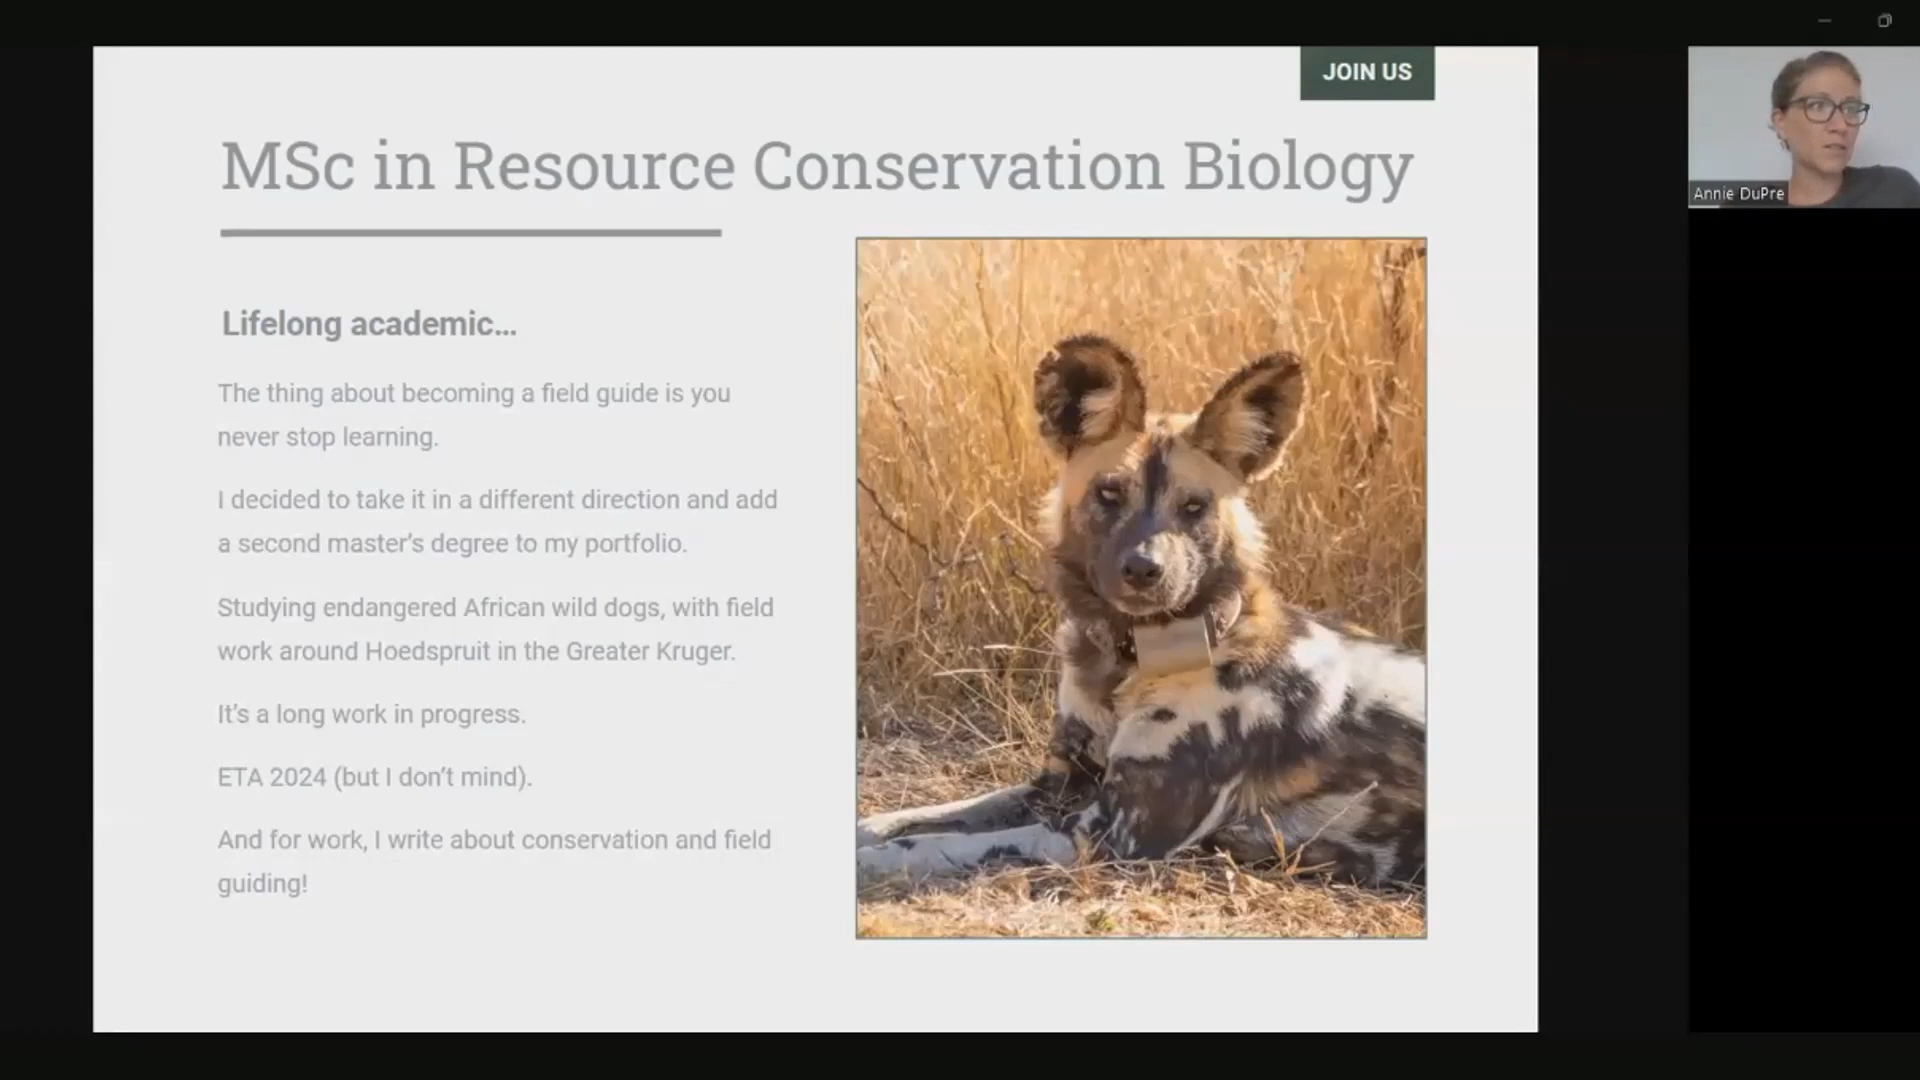 JOIN US
MSc in Resource Conservation Biology
Lifelong academic...
The thing about becoming a field guide is you
never stop learning.
I decided to take it in a different direction and add
a second master's degree to my portfolio.
Studying endangered African wild dogs, with field
work around Hoedspruit in the Greater Kruger.
It's a long work in progress.
ETA 2024 (but I don't mind).
And for work, I write about conservation and field
guiding!
Annie DuPre